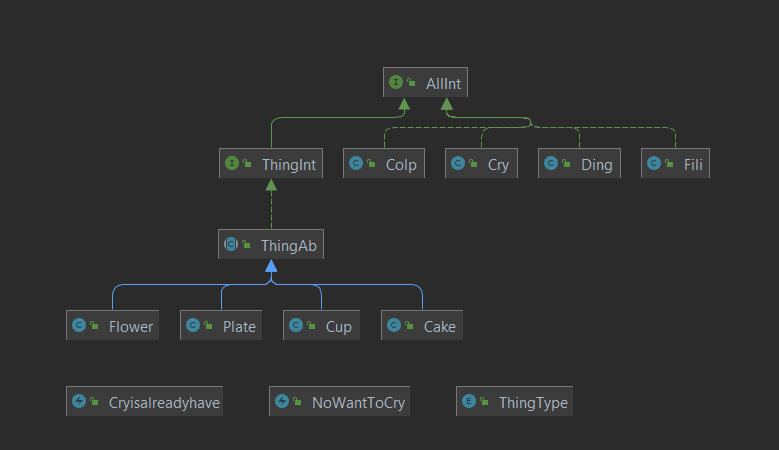 AllInt
ThingInt Colp Cry Ding Fili
ThingAb
Flower Plate Cup Cake
Cryisalreadyhave NoWantToCry ThingType